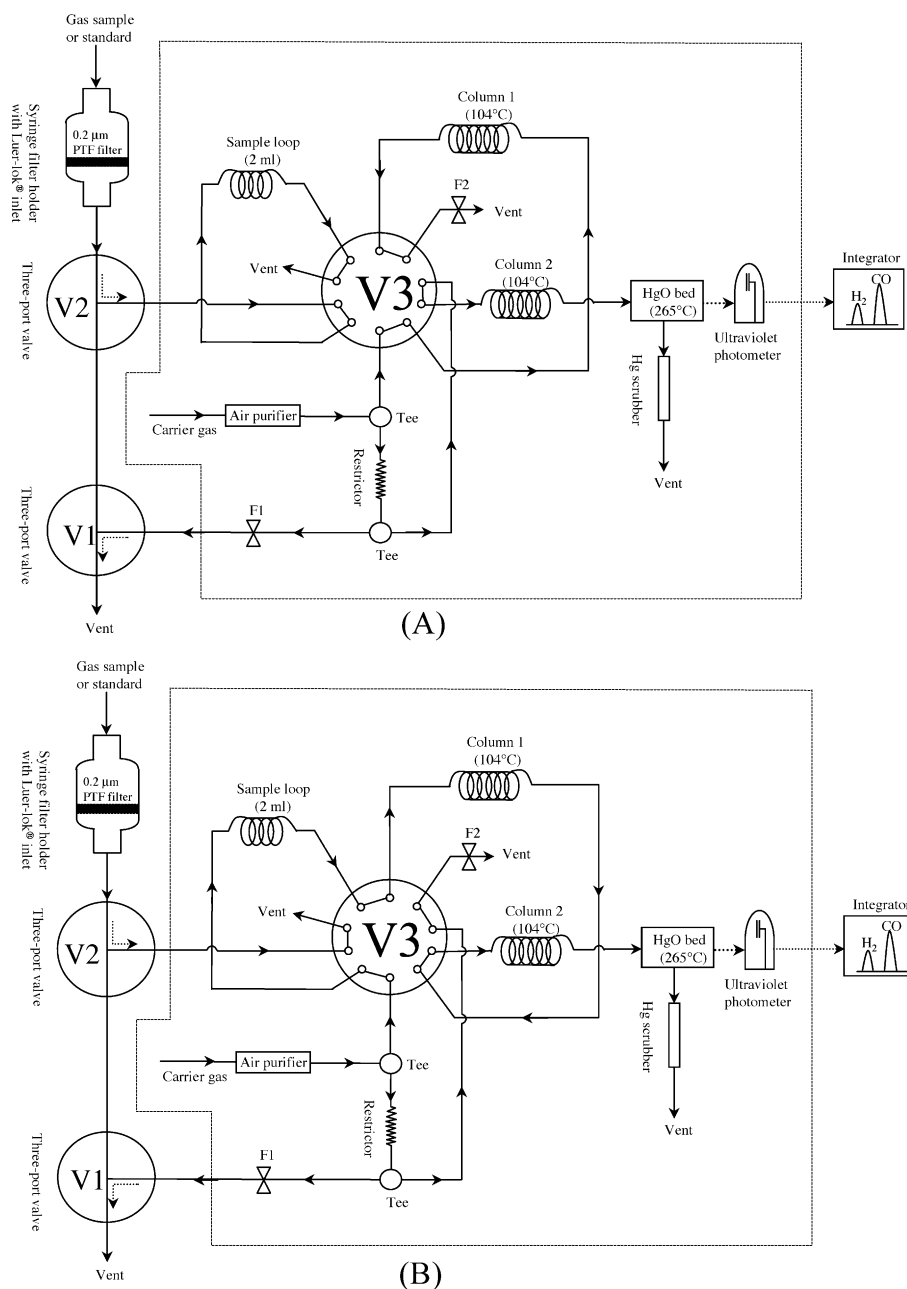 Gas sample
or standard
Syringe filter holder
with Luer-lok® inlet
0.2 µm
PTF filter
Column 1
(104°C)
Sample loop
(2 ml)
F2
Vent
Vent
V3
Column 2
(104°C)
HgO bed
(265°C)
Integrator
CO
H2
Ultraviolet
photometer
Three-port valve
V2
Hg scrubber
Vent
Air purifier
Carrier gas
Tee
Restrictor
F1
Tee
Three-port valve
V1
Vent
(A)
Gas sample
or standard
Syringe filter holder
with Luer-lok® inlet
0.2 µm
PTF filter
Column 1
(104°C)
Sample loop
(2 ml)
F2
Vent
Vent
V3
Column 2
(104°C)
HgO bed
(265°C)
Integrator
CO
H2
Ultraviolet
photometer
Three-port valve
V2
Hg scrubber
Vent
Air purifier
Carrier gas
Tee
Restrictor
F1
Tee
Three-port valve
V1
Vent
(B)